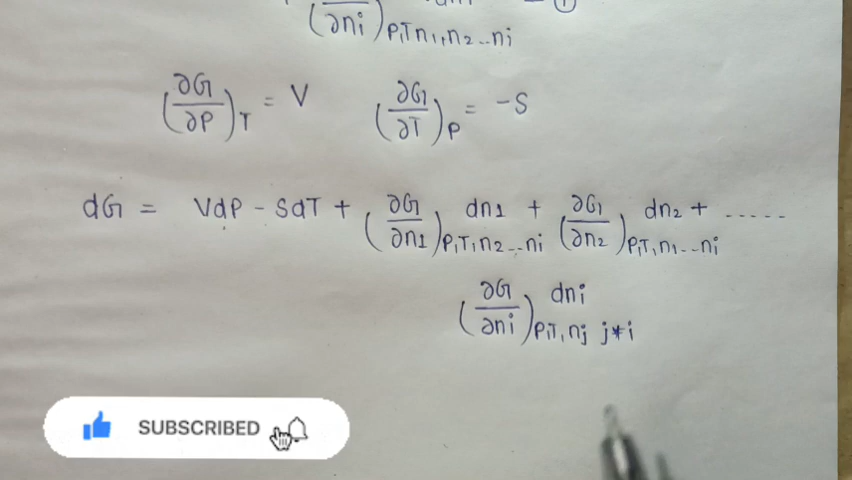 (∂ni)P,T,n1,n2...ni — ①
(∂G/∂P)T = V (∂G/∂T)P = -S
dG = VdP - SdT + (∂G/∂n1)P,T,n2...ni dn1 + (∂G/∂n2)P,T,n1...ni dn2 + .....
(∂G/∂ni)P,T,nj j*i dni
SUBSCRIBED